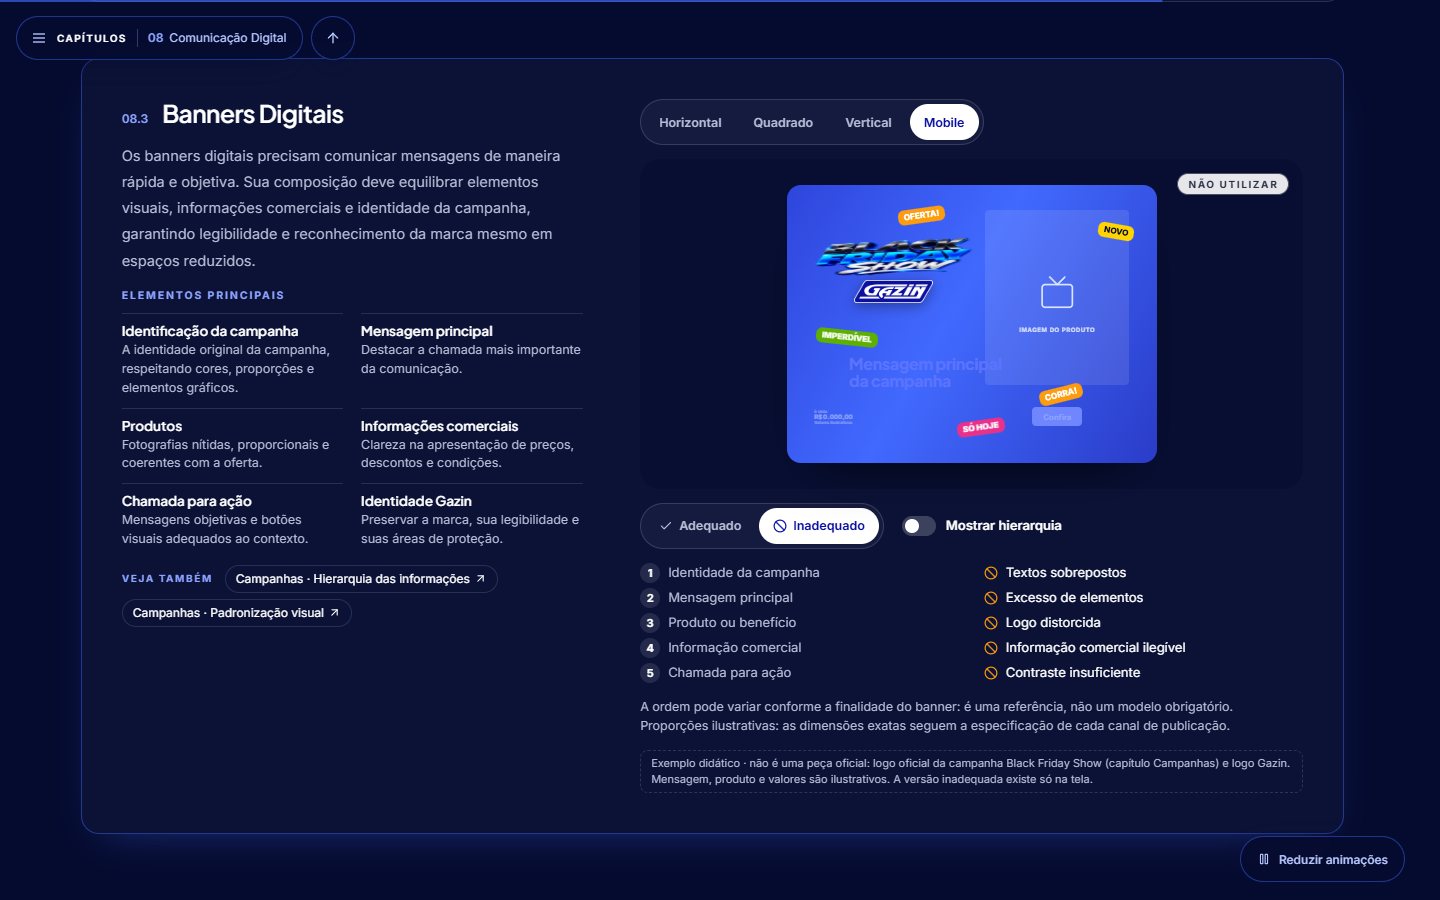 CAPÍTULOS
08 Comunicação Digital
08.3 Banners Digitais
Os banners digitais precisam comunicar mensagens de maneira
rápida e objetiva. Sua composição deve equilibrar elementos
visuais, informações comerciais e identidade da campanha,
garantindo legibilidade e reconhecimento da marca mesmo em
espaços reduzidos.
ELEMENTOS PRINCIPAIS
Identificação da campanha
A identidade original da campanha,
respeitando cores, proporções e
elementos gráficos.
Mensagem principal
Destacar a chamada mais importante
da comunicação.
Produtos
Fotografias nítidas, proporcionais e
coerentes com a oferta.
Informações comerciais
Clareza na apresentação de preços,
descontos e condições.
Chamada para ação
Mensagens objetivas e botões
visuais adequados ao contexto.
Identidade Gazin
Preservar a marca, sua legibilidade e
suas áreas de proteção.
VEJA TAMBÉM
Campanhas · Hierarquia das informações
Campanhas · Padronização visual
Horizontal
Quadrado
Vertical
Mobile
NÃO UTILIZAR
OFERTA!
NOVO
BLACK
FRIDAY
SHOW
GAZIN
IMAGEM DO PRODUTO
IMPERDÍVEL
Mensagem principal
da campanha
CORRA!
R$ 0.000,00
Confira
SÓ HOJE
Adequado
Inadequado
Mostrar hierarquia
1 Identidade da campanha
2 Mensagem principal
3 Produto ou benefício
4 Informação comercial
5 Chamada para ação
Textos sobrepostos
Excesso de elementos
Logo distorcida
Informação comercial ilegível
Contraste insuficiente
A ordem pode variar conforme a finalidade do banner: é uma referência, não um modelo obrigatório.
Proporções ilustrativas: as dimensões exatas seguem a especificação de cada canal de publicação.
Exemplo didático · não é uma peça oficial: logo oficial da campanha Black Friday Show (capítulo Campanhas) e logo Gazin.
Mensagem, produto e valores são ilustrativos. A versão inadequada existe só na tela.
Reduzir animações